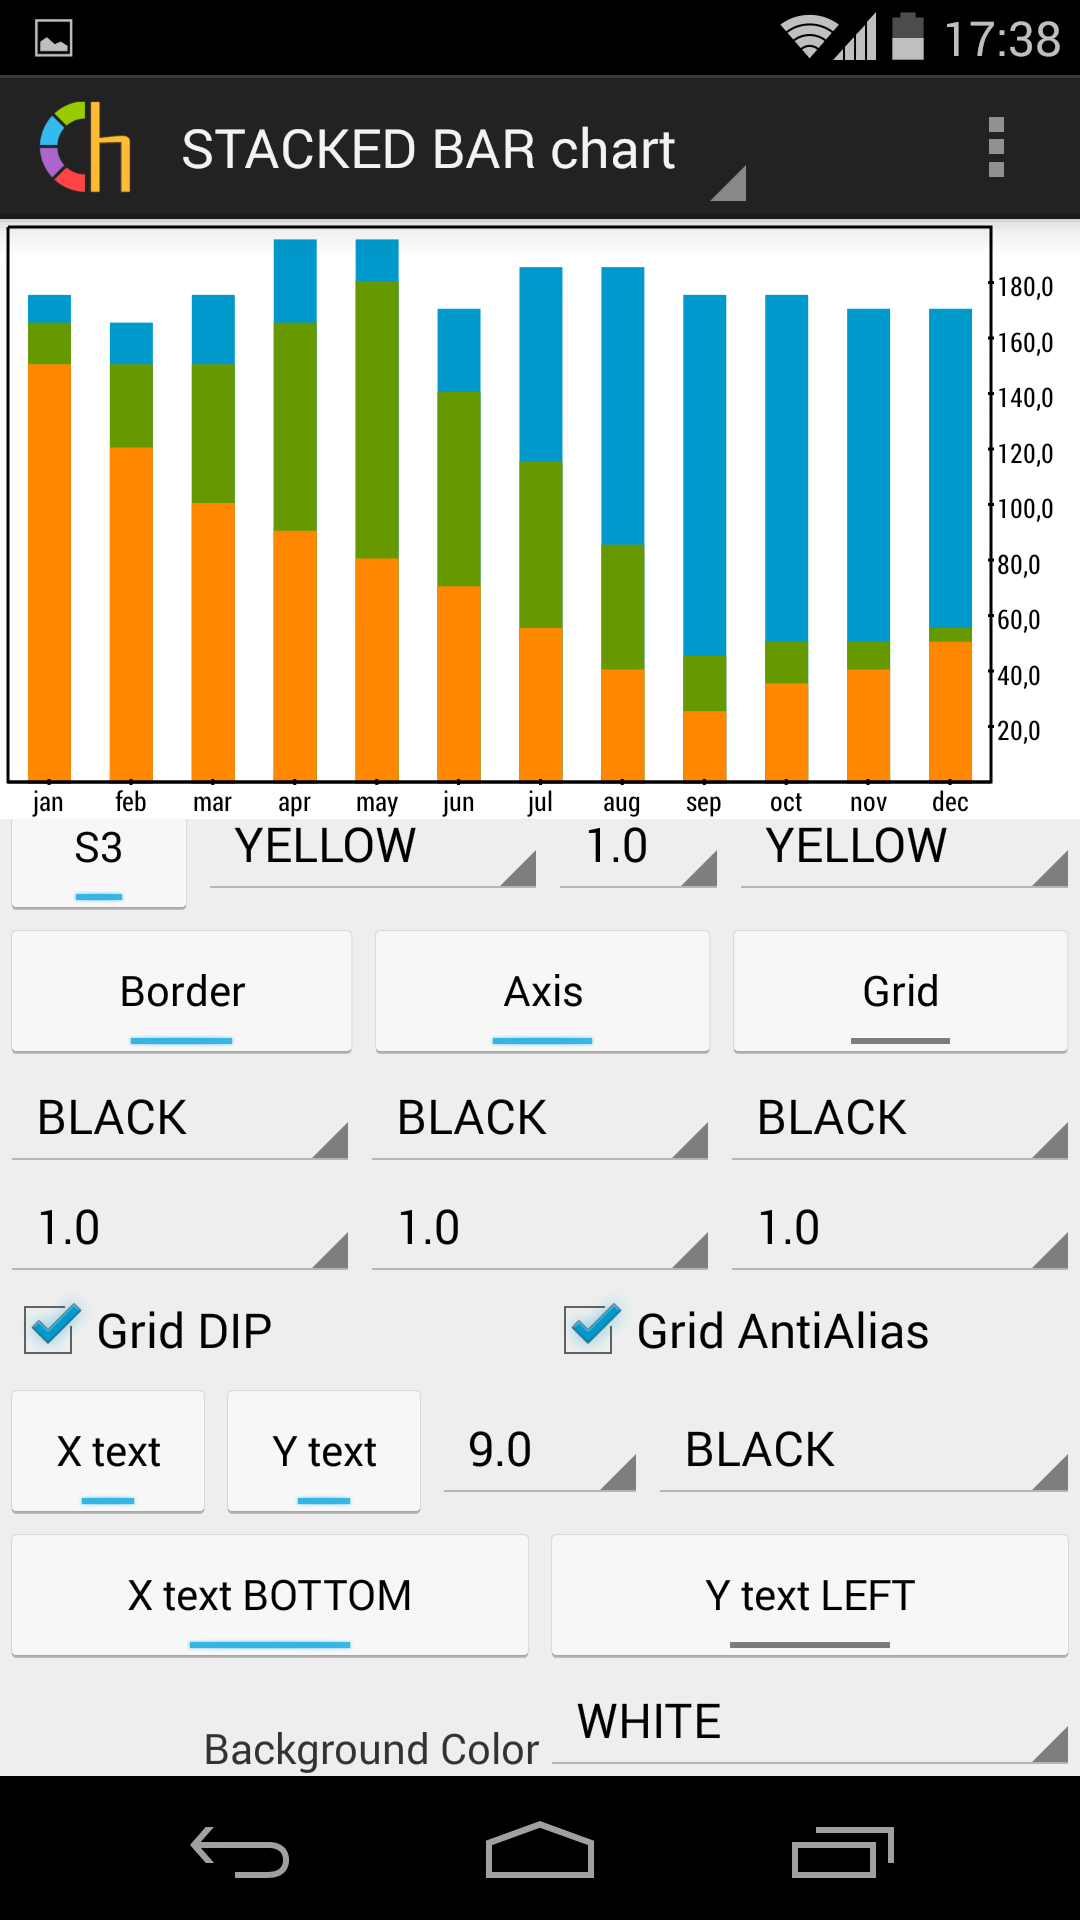 17:38
Ch STACKED BAR chart
180,0
160,0
140,0
120,0
100,0
80,0
60,0
40,0
20,0
jan feb mar apr may jun jul aug sep oct nov dec
S3 YELLOW 1.0 YELLOW
Border Axis Grid
BLACK BLACK BLACK
1.0 1.0 1.0
Grid DIP Grid AntiAlias
X text Y text 9.0 BLACK
X text BOTTOM Y text LEFT
Background Color WHITE